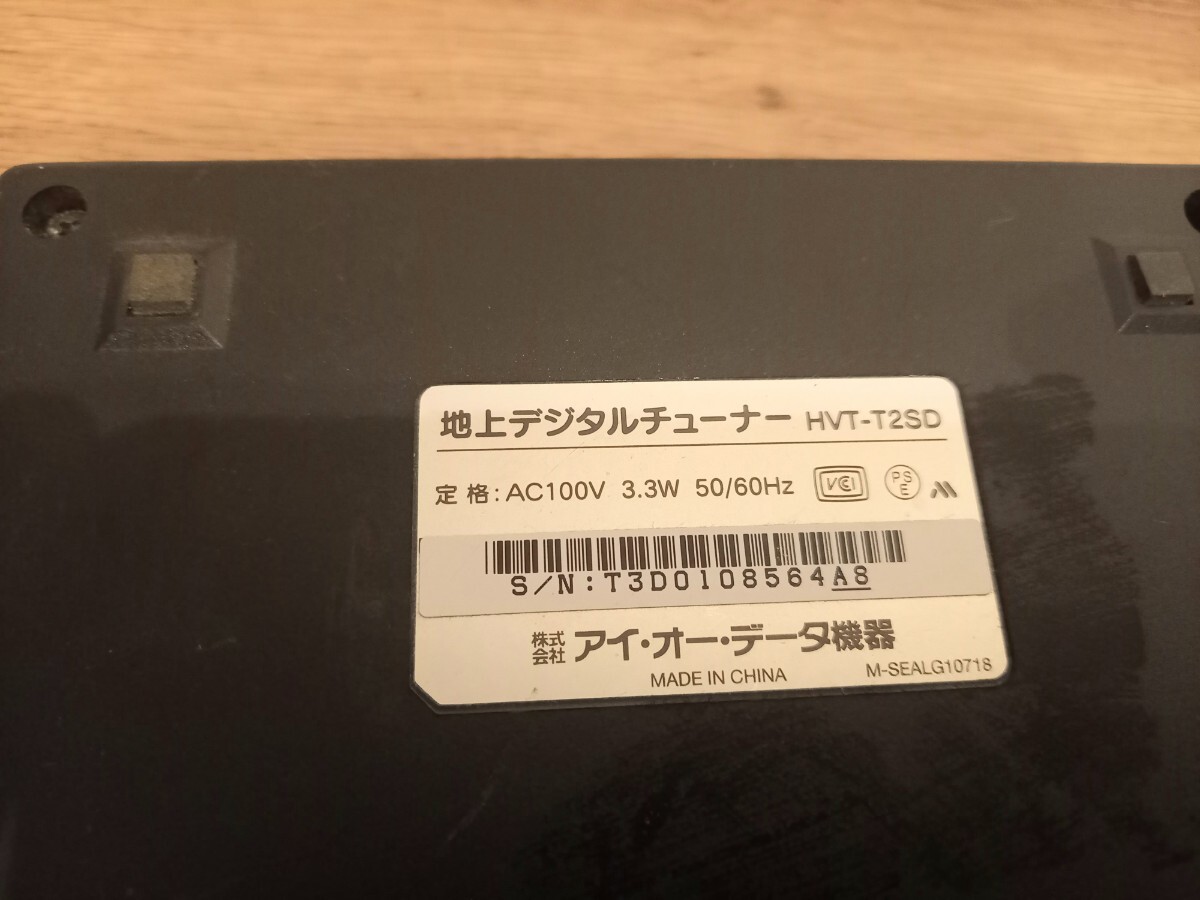 地上デジタルチューナー HVT-T2SD
定格:AC100V 3.3W 50/60Hz VCCI PSE
S/N:T3D0108564A8
株式会社 アイ・オー・データ機器
MADE IN CHINA M-SEALG10718